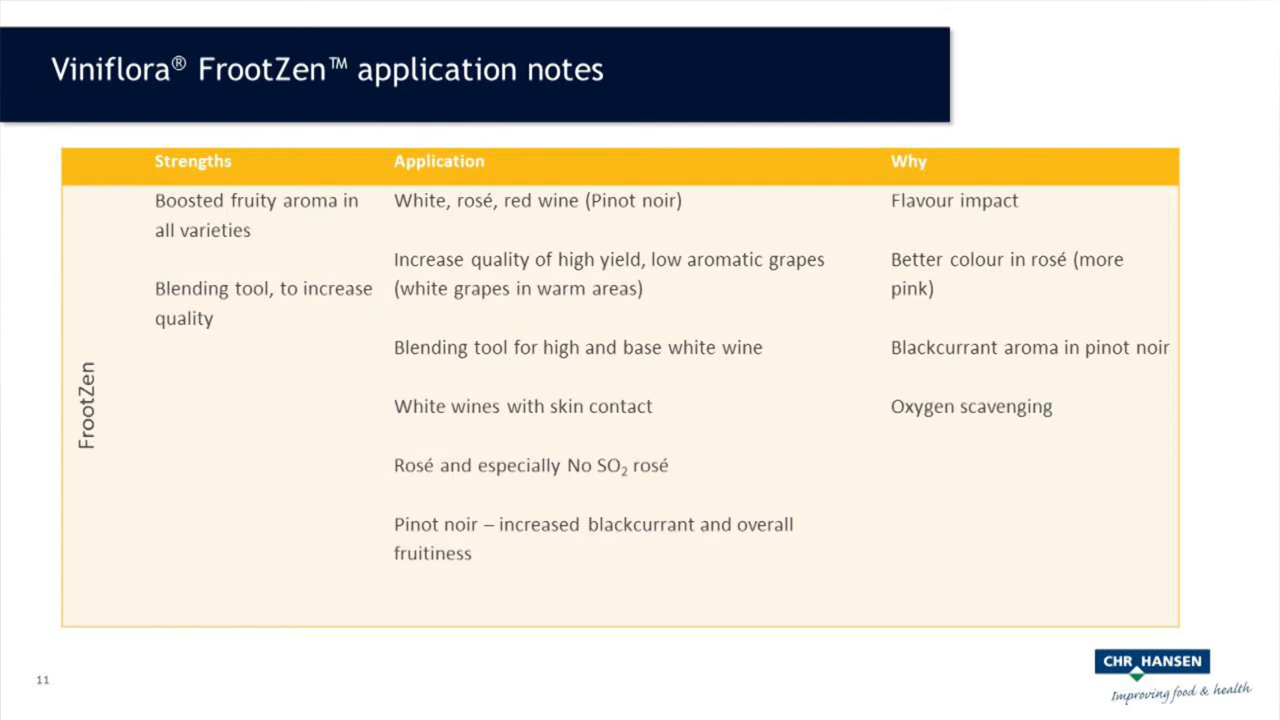 Viniflora® FrootZen™ application notes
Strengths
Application
Why
FrootZen
Boosted fruity aroma in
all varieties
Blending tool, to increase
quality
White, rosé, red wine (Pinot noir)
Increase quality of high yield, low aromatic grapes
(white grapes in warm areas)
Blending tool for high and base white wine
White wines with skin contact
Rosé and especially No SO₂ rosé
Pinot noir – increased blackcurrant and overall
fruitiness
Flavour impact
Better colour in rosé (more
pink)
Blackcurrant aroma in pinot noir
Oxygen scavenging
11
CHR HANSEN
Improving food & health